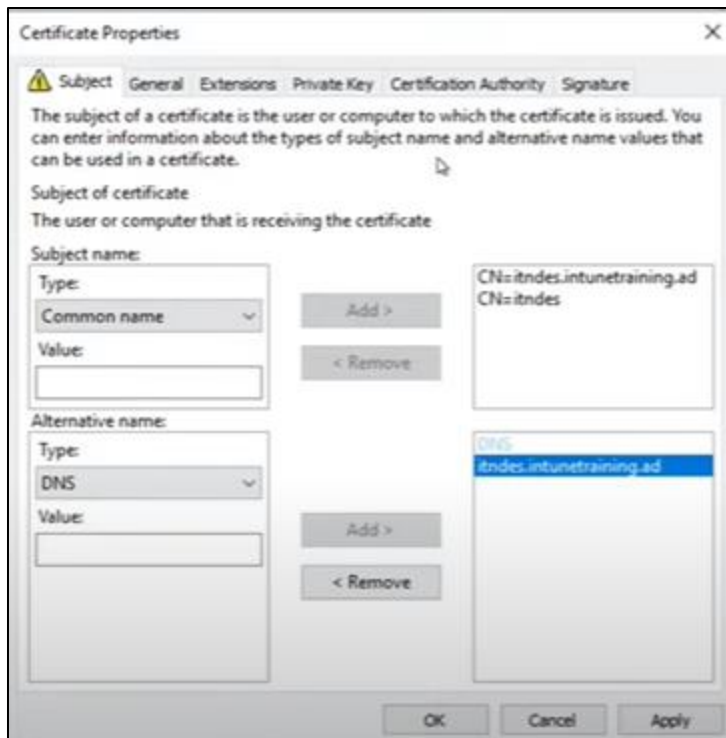 Certificate Properties
Subject General Extensions Private Key Certification Authority Signature
The subject of a certificate is the user or computer to which the certificate is issued. You
can enter information about the types of subject name and alternative name values that
can be used in a certificate.
Subject of certificate
The user or computer that is receiving the certificate
Subject name:
Type:
Common name
Value:
Add >
< Remove
CN=itndes.intunetraining.ad
CN=itndes
Alternative name:
Type:
DNS
Value:
Add >
< Remove
DNS
itndes.intunetraining.ad
OK Cancel Apply